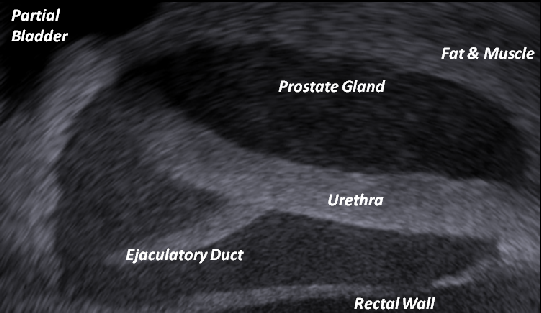 Partial
Bladder
Fat & Muscle
Prostate Gland
Urethra
Ejaculatory Duct
Rectal Wall